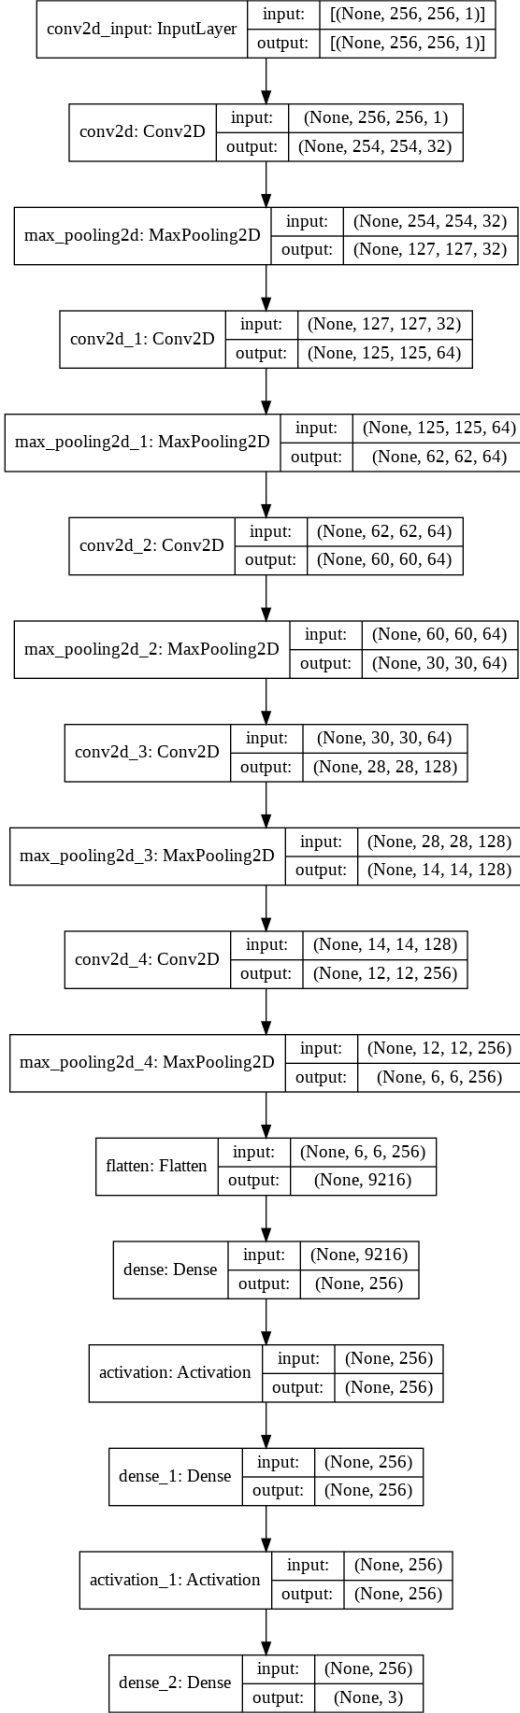 conv2d_input: InputLayer
input: [(None, 256, 256, 1)]
output: [(None, 256, 256, 1)]
conv2d: Conv2D
input: (None, 256, 256, 1)
output: (None, 254, 254, 32)
max_pooling2d: MaxPooling2D
input: (None, 254, 254, 32)
output: (None, 127, 127, 32)
conv2d_1: Conv2D
input: (None, 127, 127, 32)
output: (None, 125, 125, 64)
max_pooling2d_1: MaxPooling2D
input: (None, 125, 125, 64)
output: (None, 62, 62, 64)
conv2d_2: Conv2D
input: (None, 62, 62, 64)
output: (None, 60, 60, 64)
max_pooling2d_2: MaxPooling2D
input: (None, 60, 60, 64)
output: (None, 30, 30, 64)
conv2d_3: Conv2D
input: (None, 30, 30, 64)
output: (None, 28, 28, 128)
max_pooling2d_3: MaxPooling2D
input: (None, 28, 28, 128)
output: (None, 14, 14, 128)
conv2d_4: Conv2D
input: (None, 14, 14, 128)
output: (None, 12, 12, 256)
max_pooling2d_4: MaxPooling2D
input: (None, 12, 12, 256)
output: (None, 6, 6, 256)
flatten: Flatten
input: (None, 6, 6, 256)
output: (None, 9216)
dense: Dense
input: (None, 9216)
output: (None, 256)
activation: Activation
input: (None, 256)
output: (None, 256)
dense_1: Dense
input: (None, 256)
output: (None, 256)
activation_1: Activation
input: (None, 256)
output: (None, 256)
dense_2: Dense
input: (None, 256)
output: (None, 3)